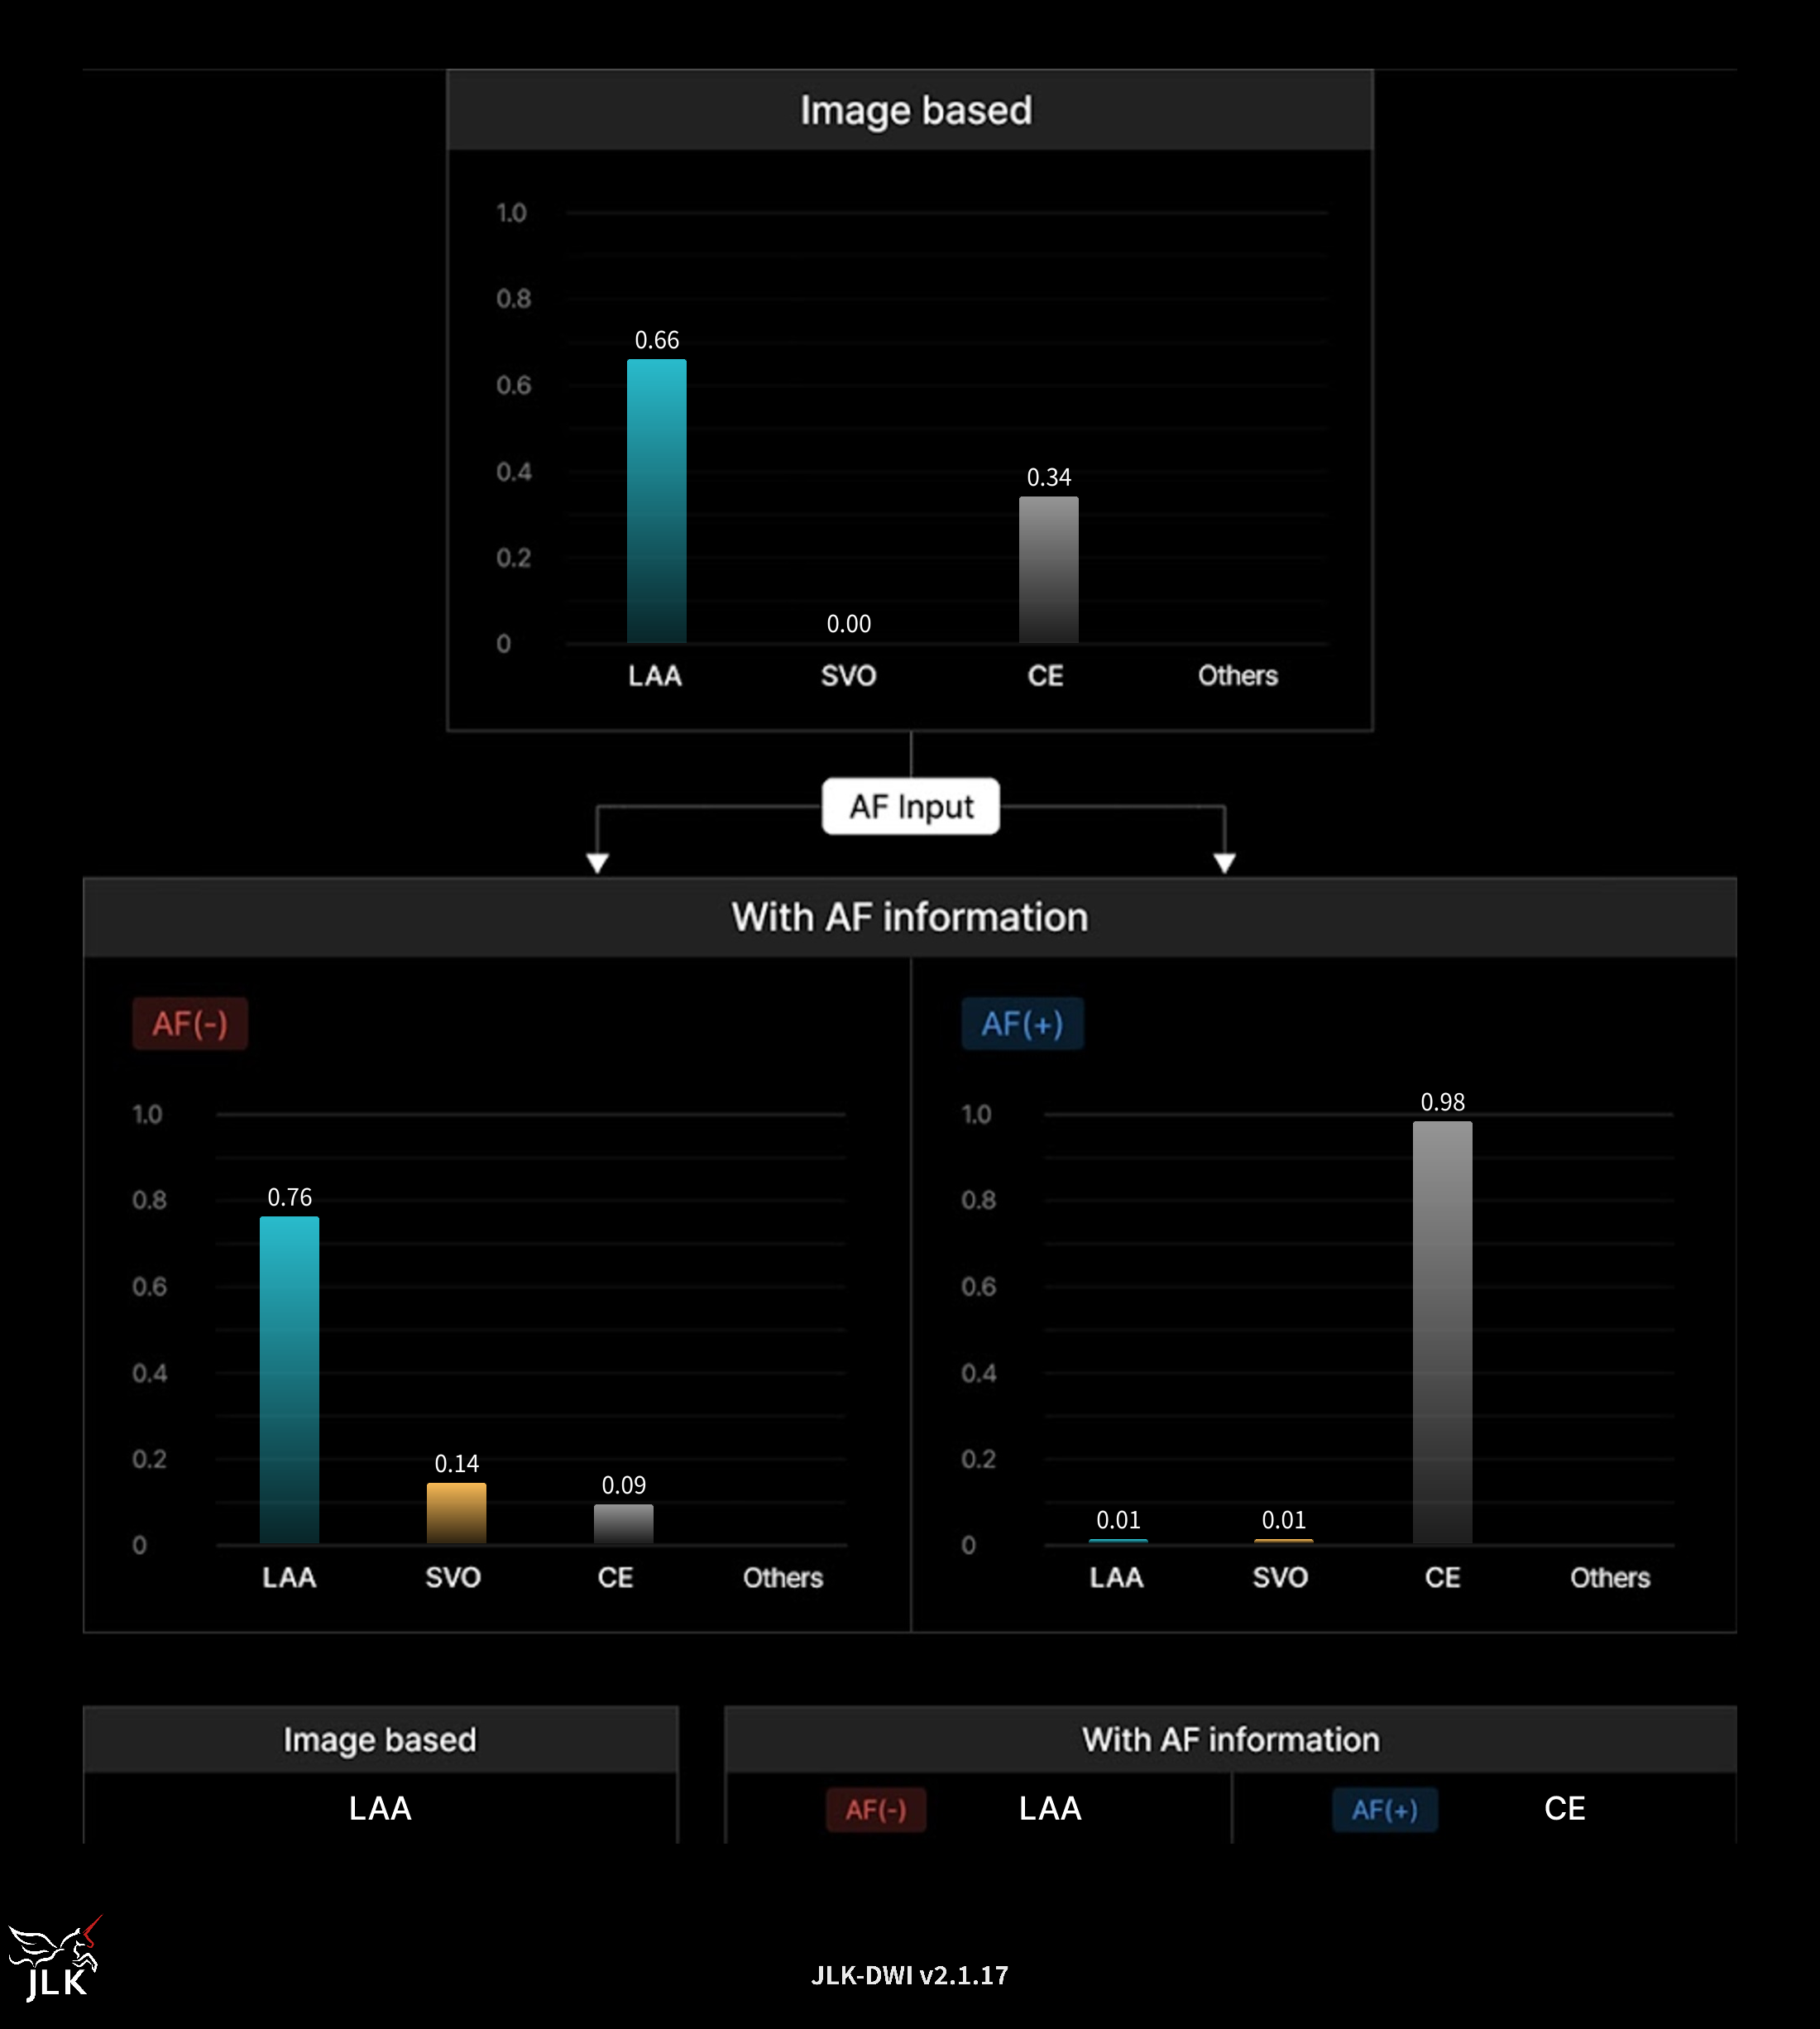 Image based
1.0
0.8
0.6
0.4
0.2
0
0.66
0.00
0.34
LAA SVO CE Others
AF Input
With AF information
AF(-)
1.0
0.8
0.6
0.4
0.2
0
0.76
0.14
0.09
LAA SVO CE Others
AF(+)
1.0
0.8
0.6
0.4
0.2
0
0.01
0.01
0.98
LAA SVO CE Others
Image based
LAA
With AF information
AF(-) LAA
AF(+) CE
JLK
JLK-DWI v2.1.17